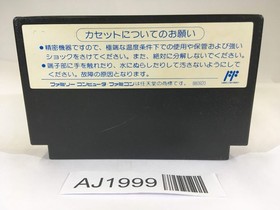 カセットについてのお願い
●精密機器ですので、極端な温度条件下での使用や保管および強い
ショックをさけてください。また、絶対に分解しないでください。
●端子部に手を触れたり、水にぬらしたりして汚さないようにして
ください。故障の原因となります。
ファミリーコンピュータ・ファミコンは任天堂の商標です。
AJ1999